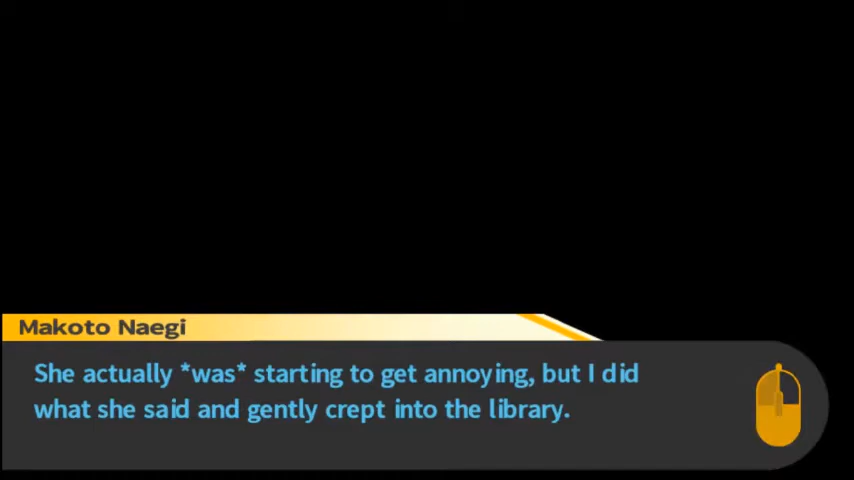 Makoto Naegi
She actually *was* starting to get annoying, but I did
what she said and gently crept into the library.